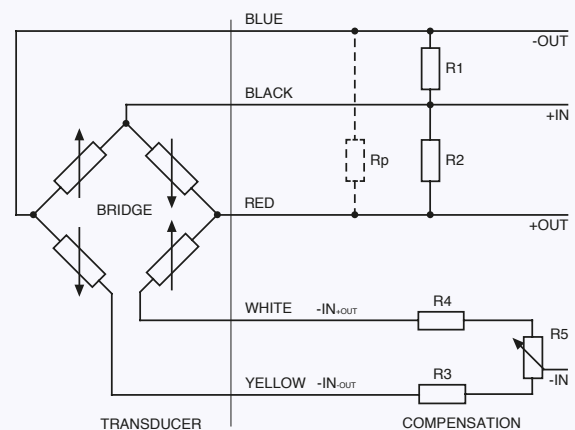 BLUE
-OUT
R1
BLACK
+IN
Rp
R2
BRIDGE
RED
+OUT
WHITE -IN+OUT
R4
R5
-IN
R3
YELLOW -IN-OUT
TRANSDUCER
COMPENSATION